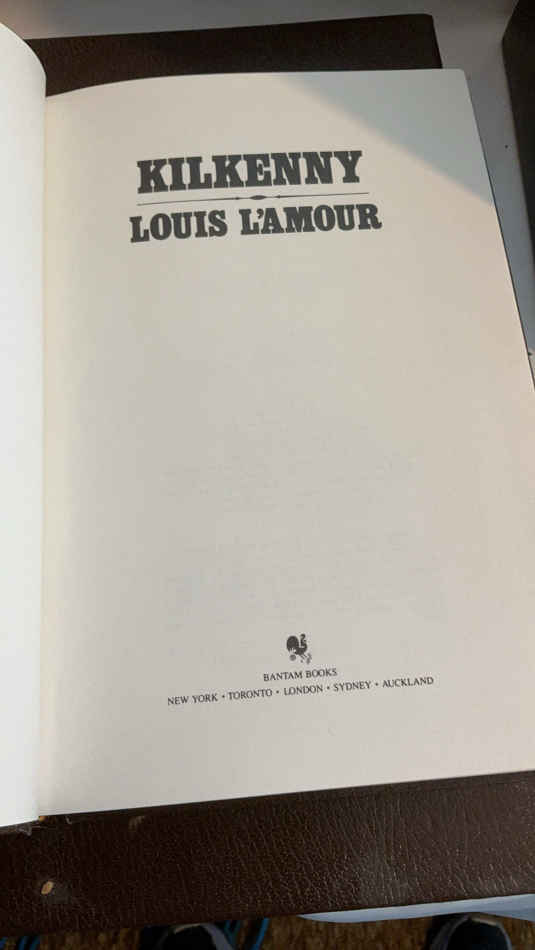 KILKENNY
LOUIS L'AMOUR
BANTAM BOOKS
NEW YORK • TORONTO • LONDON • SYDNEY • AUCKLAND